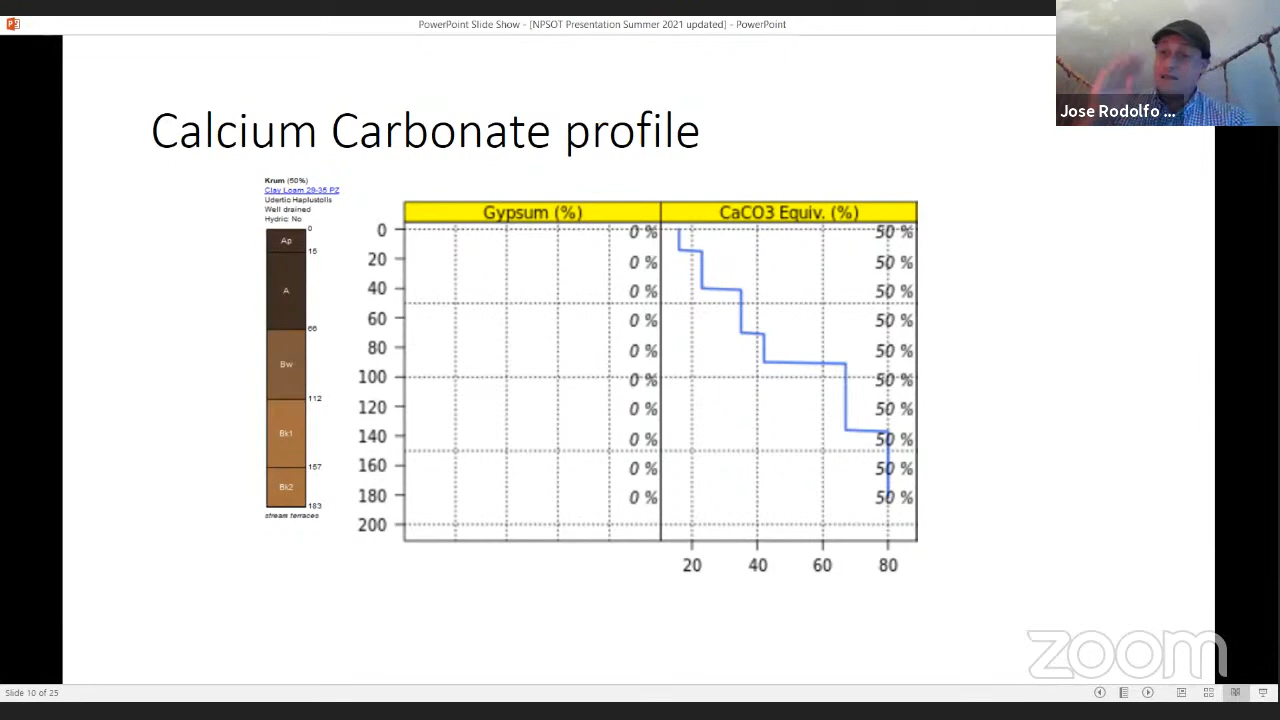 PowerPoint Slide Show - [NPSOT Presentation Summer 2021 updated] - PowerPoint
Jose Rodolfo ...
Calcium Carbonate profile
Krum (50%)
Clay Loam 29-35 PZ
Udertic Haplustolls
Well drained
Hydric: No
0
Ap
15
A
66
Bw
112
Bk1
157
Bk2
183
stream terraces
Gypsum (%) CaCO3 Equiv. (%)
0 0 % 50 %
20 0 % 50 %
40 0 % 50 %
60 0 % 50 %
80 0 % 50 %
100 0 % 50 %
120 0 % 50 %
140 0 % 50 %
160 0 % 50 %
180 0 % 50 %
200
20 40 60 80
zoom
Slide 10 of 25